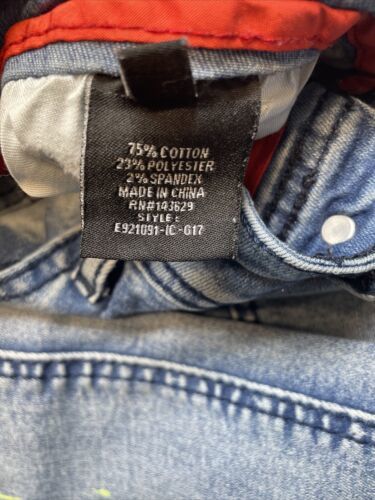 75% COTTON
23% POLYESTER
2% SPANDEX
MADE IN CHINA
RN#143629
STYLE:
E921091-IC-G17